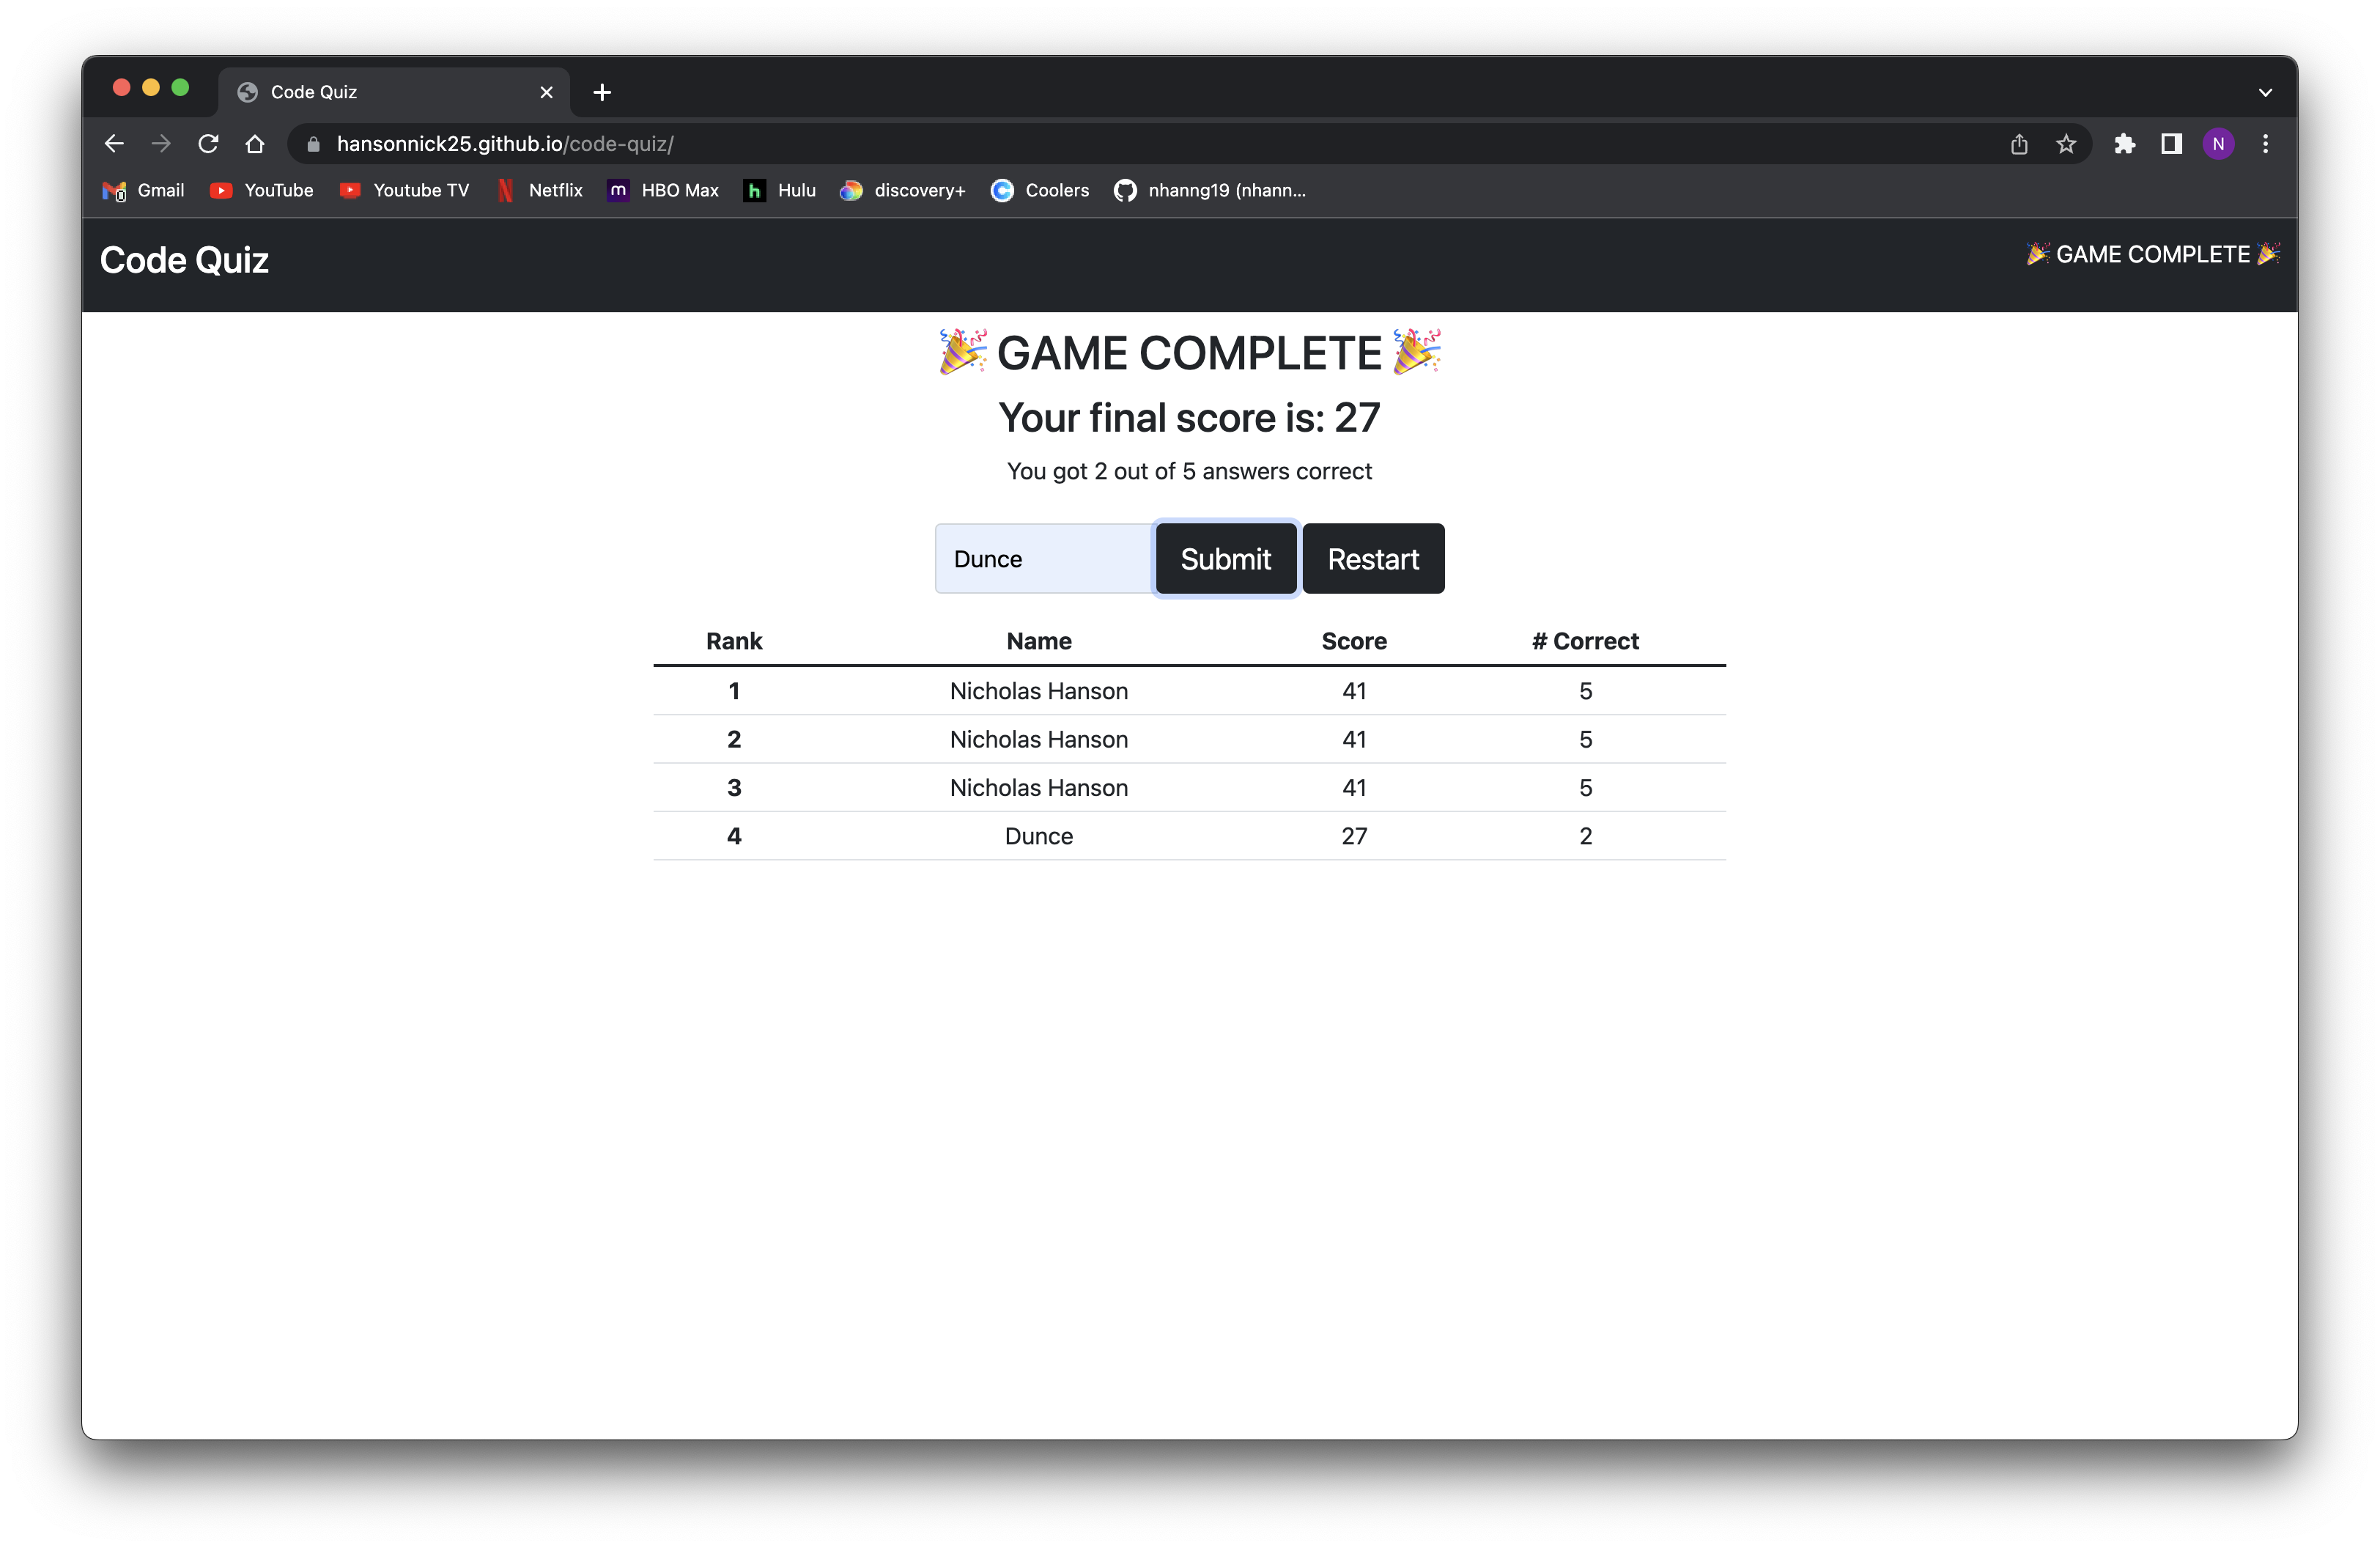 Code Quiz
hansonnick25.github.io/code-quiz/
N
Gmail YouTube Youtube TV Netflix m HBO Max h Hulu discovery+ Coolers nhanng19 (nhann...
Code Quiz
🎉 GAME COMPLETE 🎉
🎉 GAME COMPLETE 🎉
Your final score is: 27
You got 2 out of 5 answers correct
Dunce Submit Restart
Rank Name Score # Correct
1 Nicholas Hanson 41 5
2 Nicholas Hanson 41 5
3 Nicholas Hanson 41 5
4 Dunce 27 2